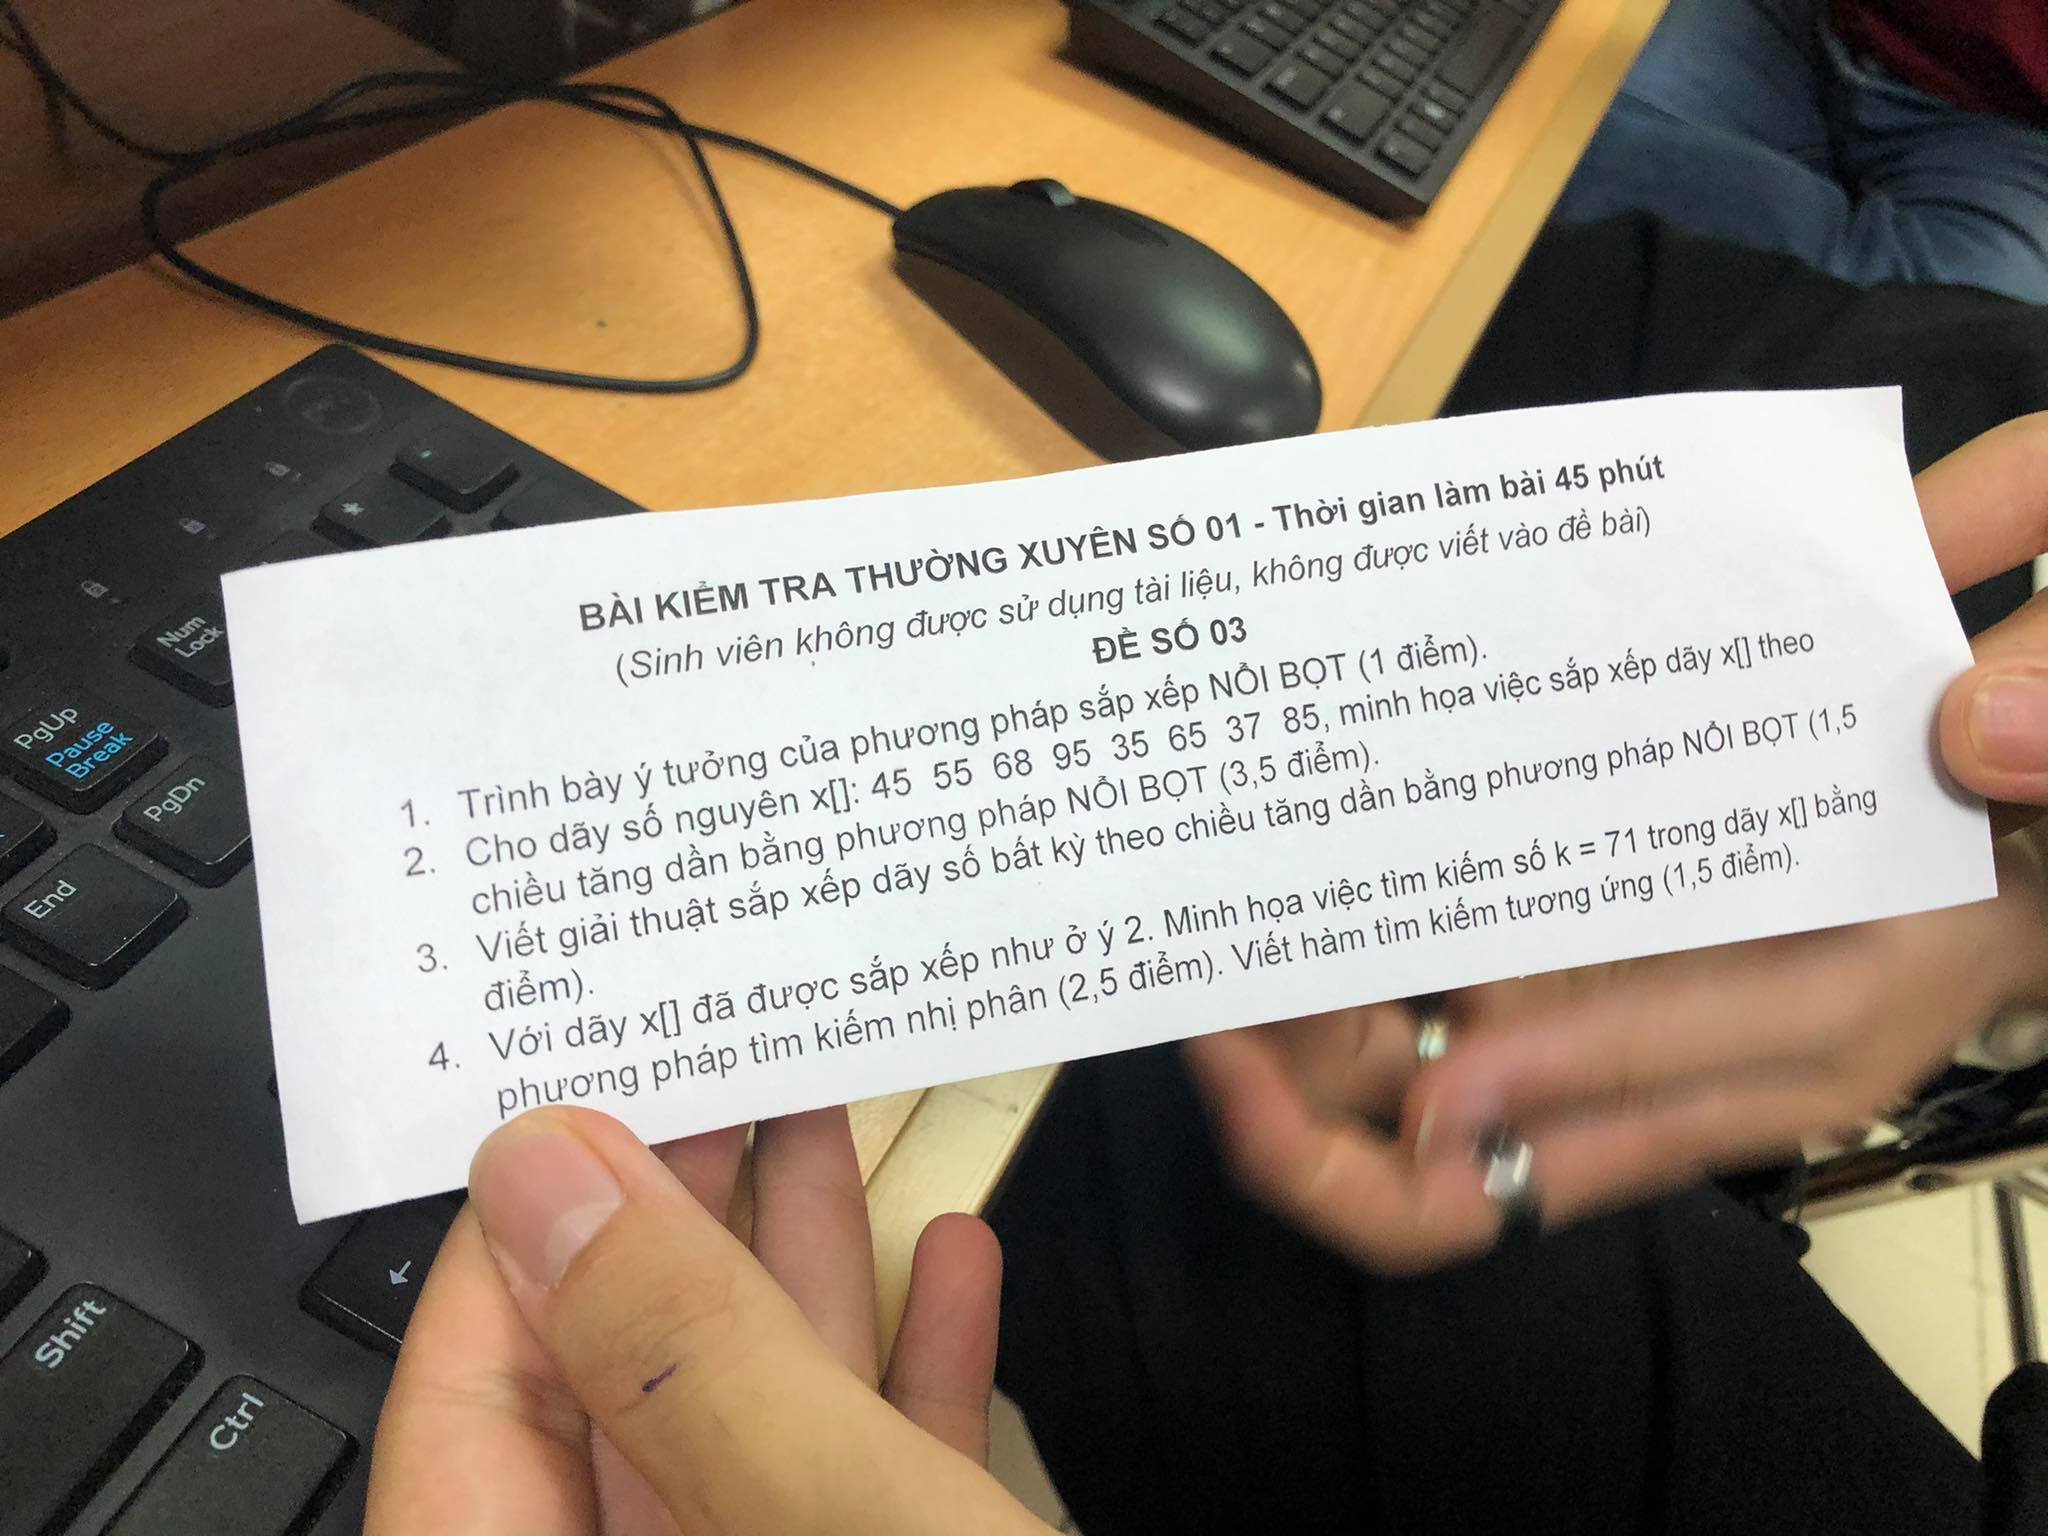 BÀI KIỂM TRA THƯỜNG XUYÊN SỐ 01 - Thời gian làm bài 45 phút
(Sinh viên không được sử dụng tài liệu, không được viết vào đề bài)
ĐỀ SỐ 03
1. Trình bày ý tưởng của phương pháp sắp xếp NỔI BỌT (1 điểm).
2. Cho dãy số nguyên x[]: 45 55 68 95 35 65 37 85, minh họa việc sắp xếp dãy x[] theo
chiều tăng dần bằng phương pháp NỔI BỌT (3,5 điểm).
3. Viết giải thuật sắp xếp dãy số bất kỳ theo chiều tăng dần bằng phương pháp NỔI BỌT (1,5
điểm).
4. Với dãy x[] đã được sắp xếp như ở ý 2. Minh họa việc tìm kiếm số k = 71 trong dãy x[] bằng
phương pháp tìm kiếm nhị phân (2,5 điểm). Viết hàm tìm kiếm tương ứng (1,5 điểm).
Num
Lock
PgUp
Pause
Break
PgDn
End
Shift
Ctrl